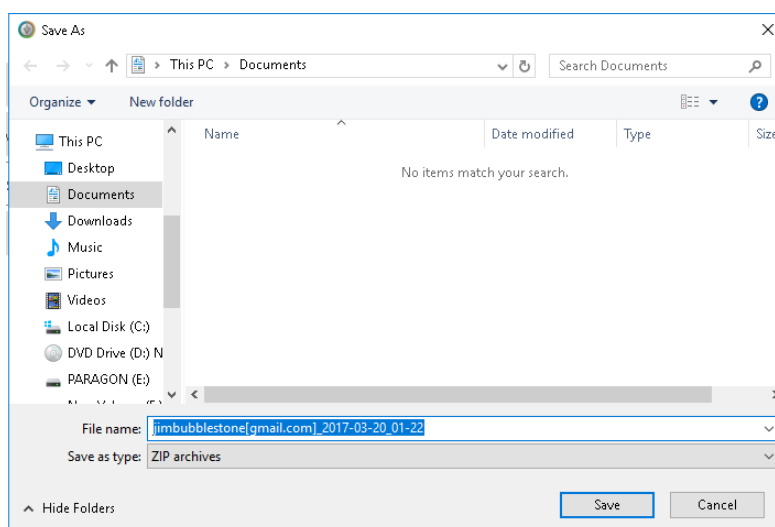 Save As
This PC > Documents
Search Documents
Organize
New folder
Name
Date modified
Type
Size
No items match your search.
This PC
Desktop
Documents
Downloads
Music
Pictures
Videos
Local Disk (C:)
DVD Drive (D:) N
PARAGON (E:)
File name: jimbubblestone[gmail.com]_2017-03-20_01-22
Save as type: ZIP archives
Hide Folders
Save
Cancel